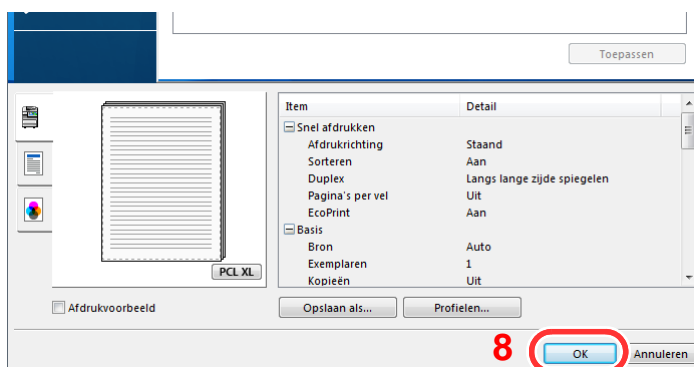 Toepassen
Item Detail
Snel afdrukken
Afdrukrichting Staand
Sorteren Aan
Duplex Langs lange zijde spiegelen
Pagina's per vel Uit
EcoPrint Aan
Basis
Bron Auto
Exemplaren 1
Kopieën Uit
PCL XL
Afdrukvoorbeeld Opslaan als... Profielen...
8 OK Annuleren